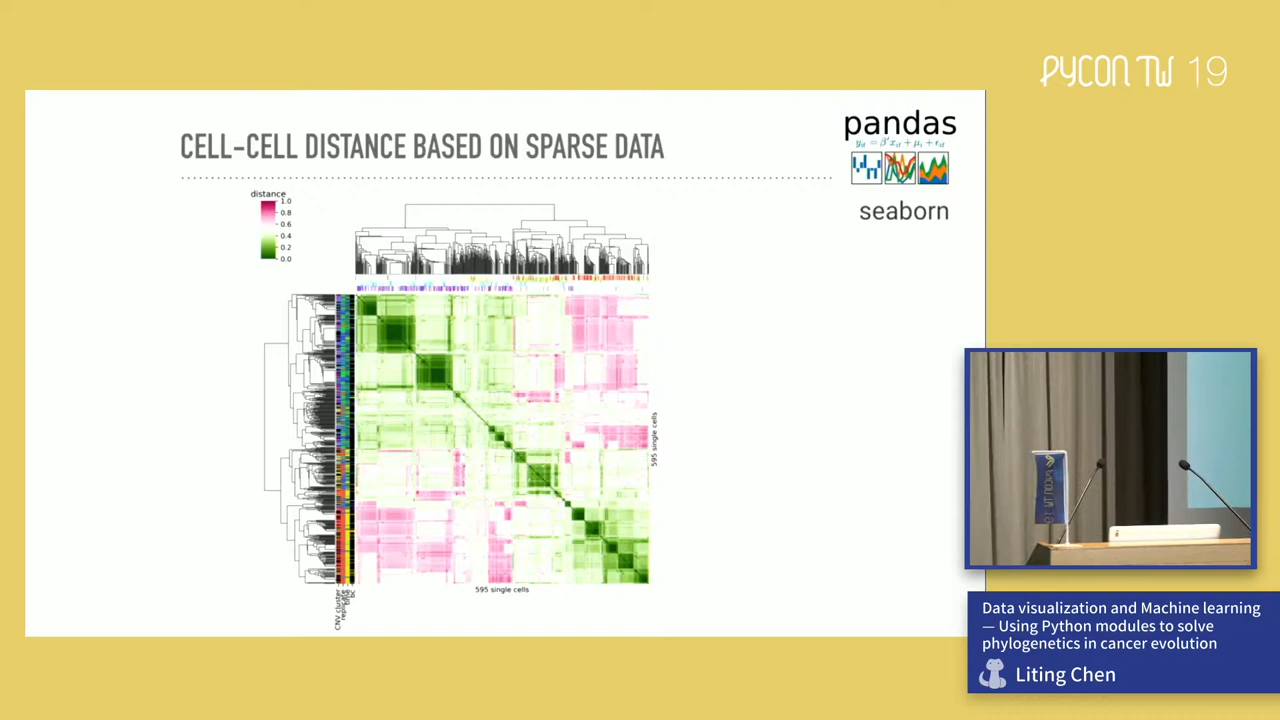 PYCON TW 19
CELL-CELL DISTANCE BASED ON SPARSE DATA
pandas
seaborn
distance
1.0
0.8
0.6
0.4
0.2
0.0
595 single cells
595 single cells
CNV cluster
Data visualization and Machine learning
— Using Python modules to solve
phylogenetics in cancer evolution
Liting Chen